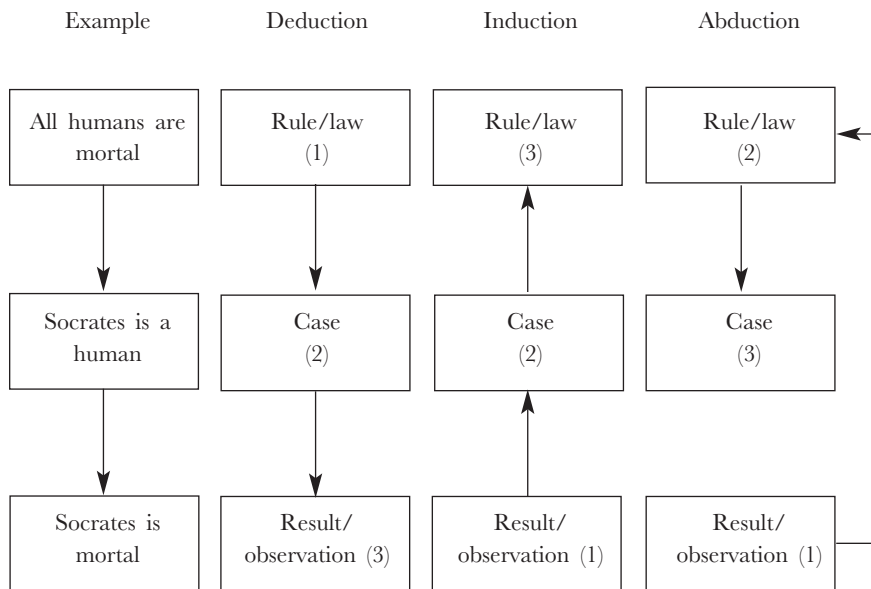 Example Deduction Induction Abduction
All humans are
mortal
Rule/law
(1)
Rule/law
(3)
Rule/law
(2)
Socrates is a
human
Case
(2)
Case
(2)
Case
(3)
Socrates is
mortal
Result/
observation (3)
Result/
observation (1)
Result/
observation (1)